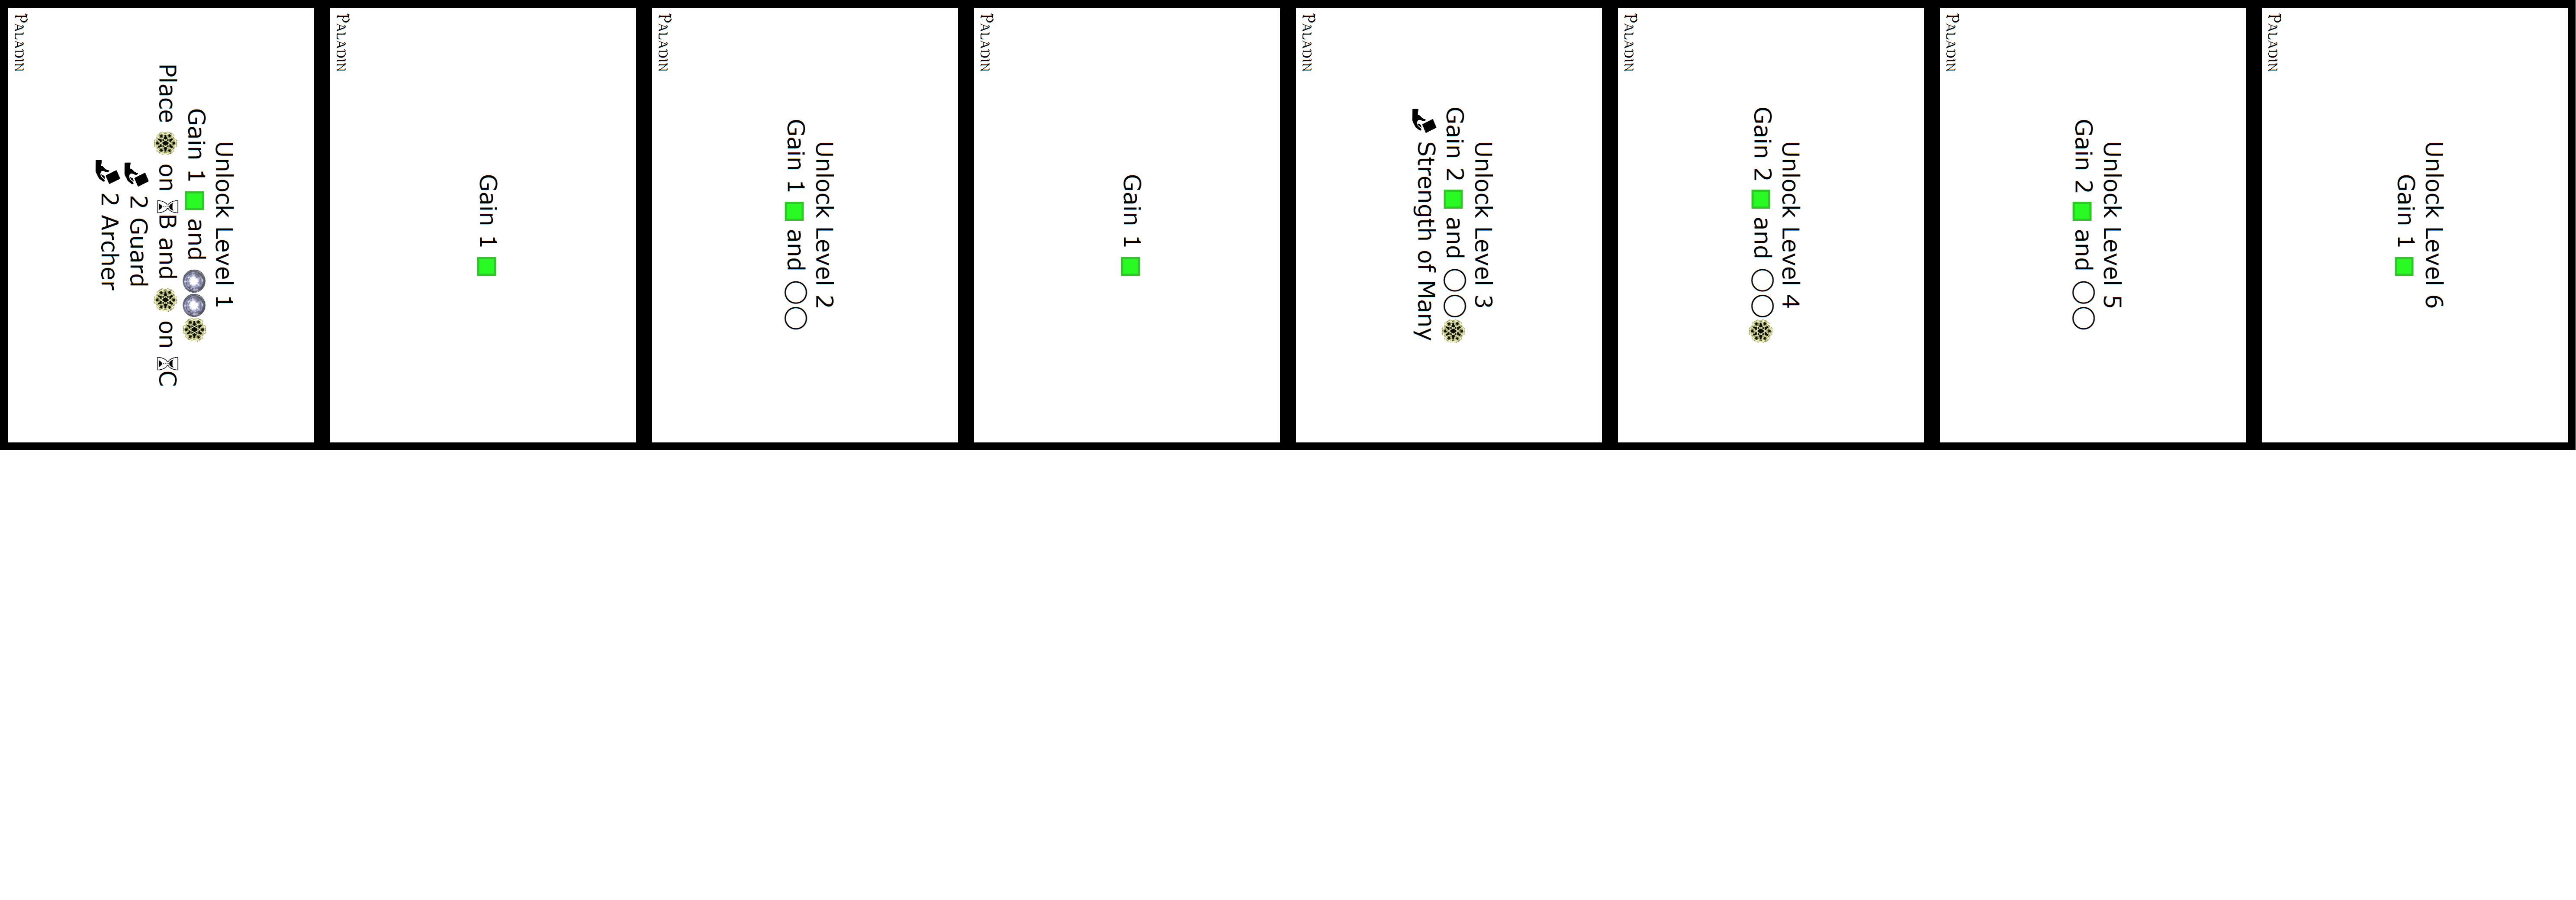 PALADIN
Unlock Level 1
Gain 1 and
Place on ⌛B and on ⌛C
2 Guard
2 Archer
PALADIN
Gain 1
PALADIN
Unlock Level 2
Gain 1 and ○○
PALADIN
Gain 1
PALADIN
Unlock Level 3
Gain 2 and ○○
Strength of Many
PALADIN
Unlock Level 4
Gain 2 and ○○
PALADIN
Unlock Level 5
Gain 2 and ○○
PALADIN
Unlock Level 6
Gain 1